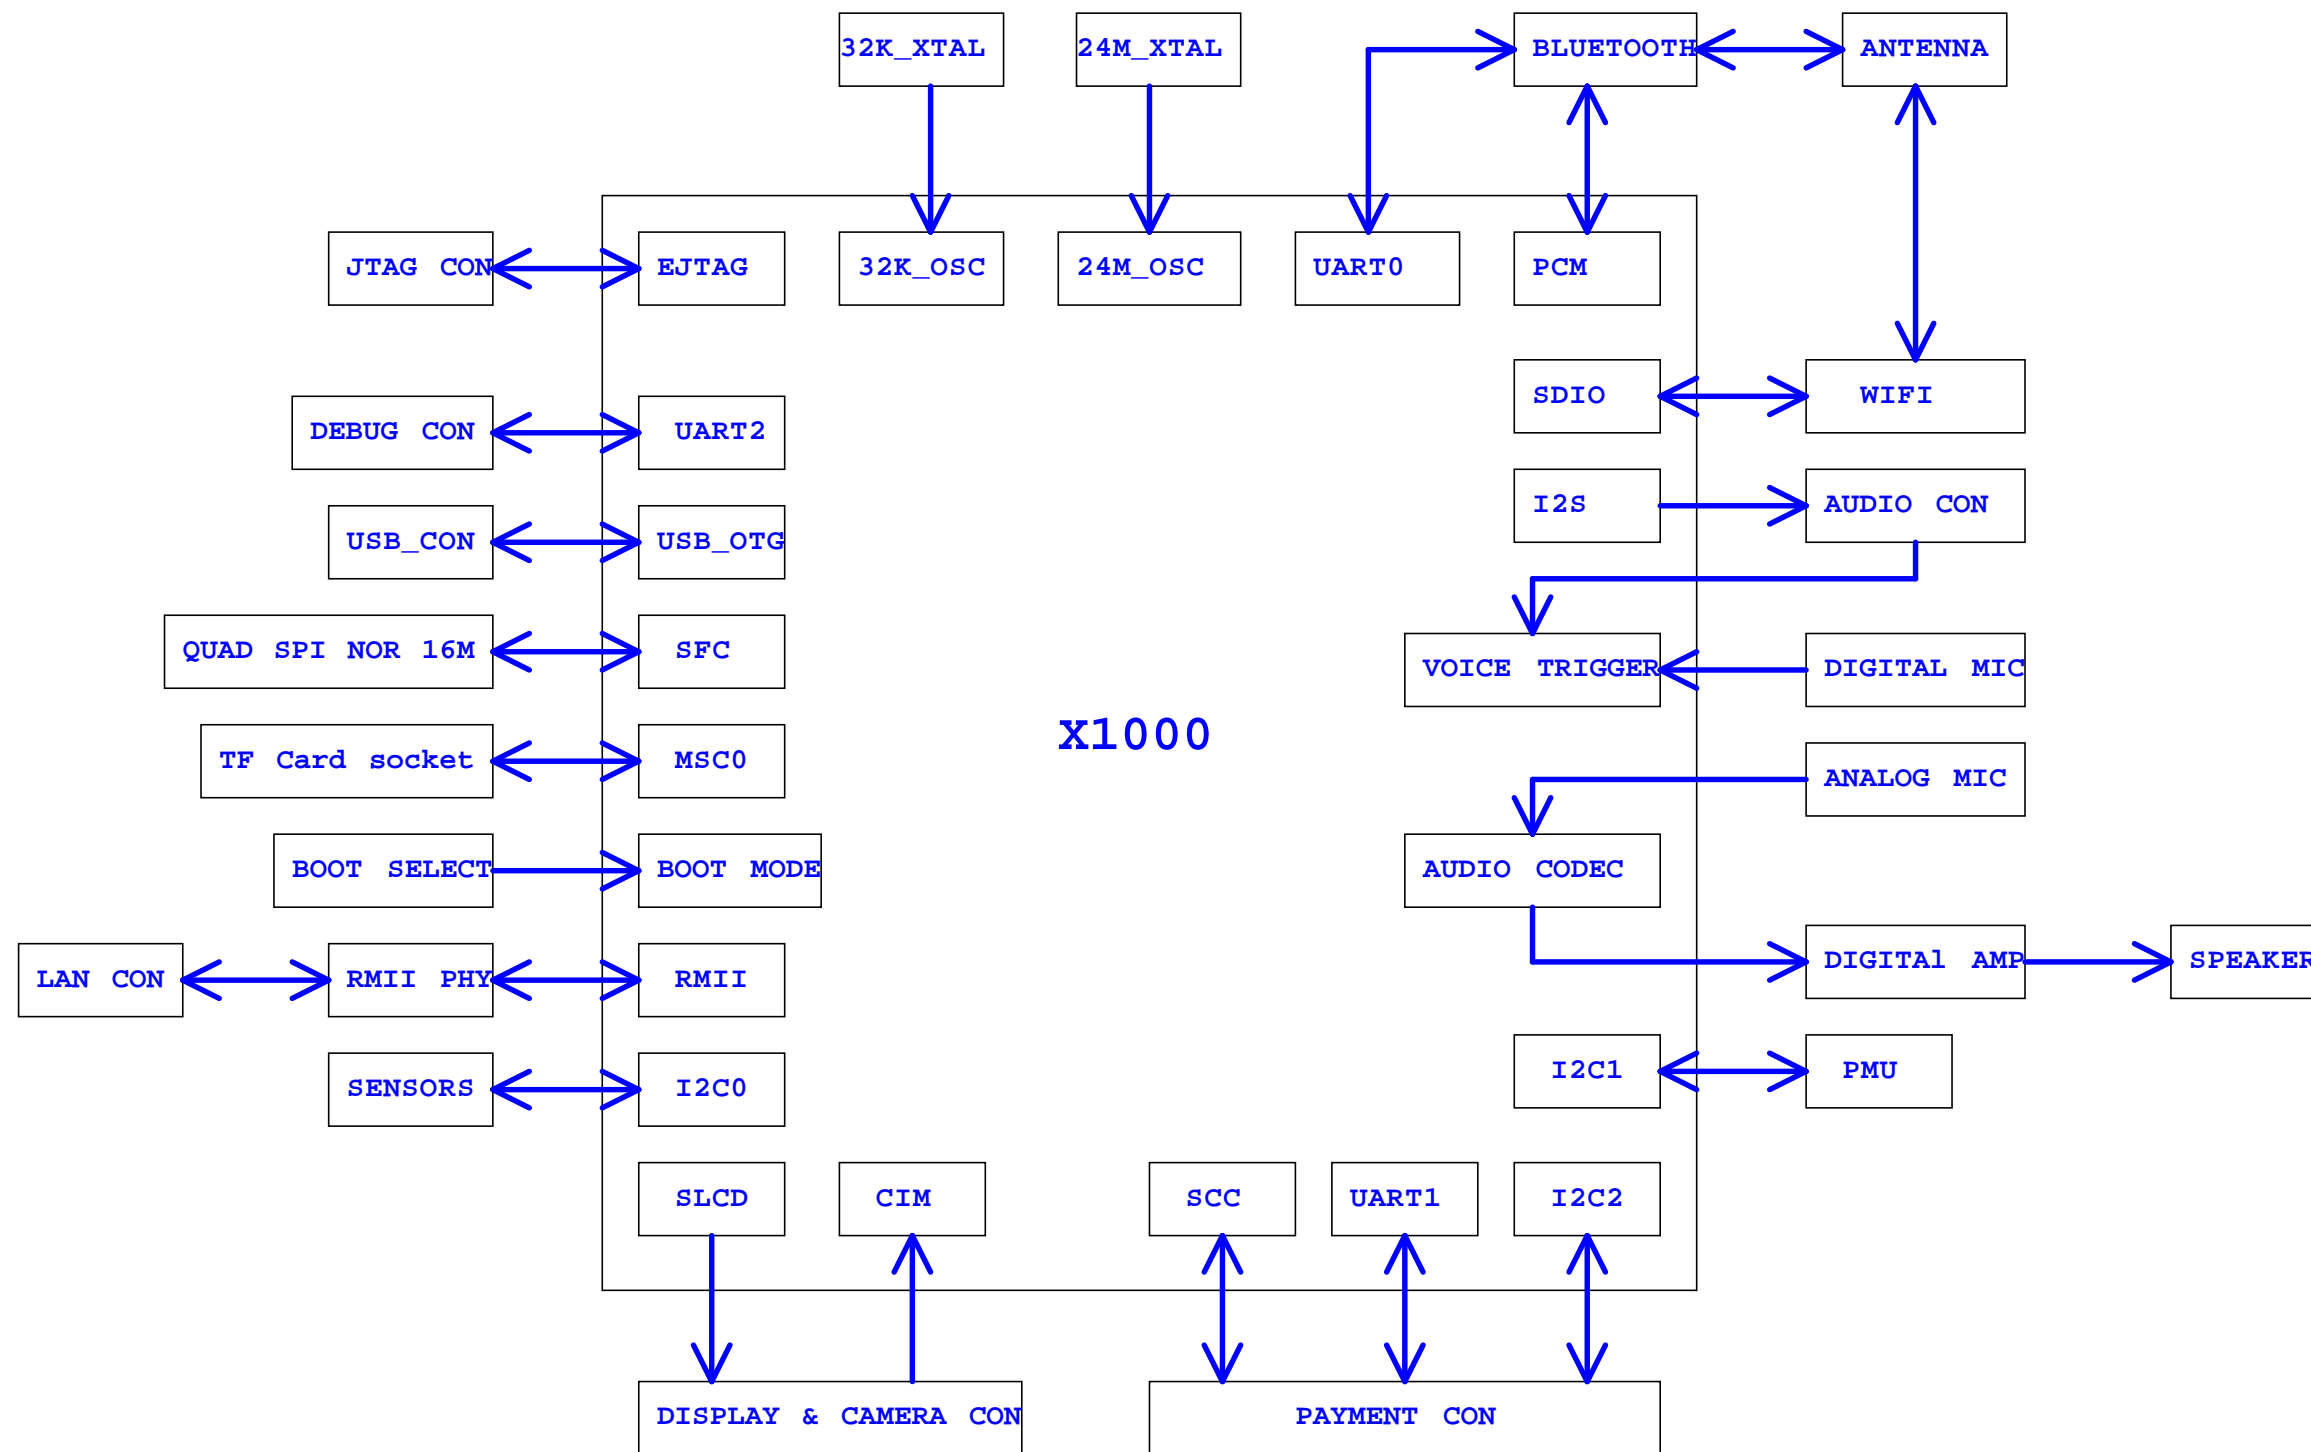 32K_XTAL
24M_XTAL
BLUETOOTH
ANTENNA
JTAG CON
EJTAG
32K_OSC
24M_OSC
UART0
PCM
SDIO
WIFI
DEBUG CON
UART2
I2S
AUDIO CON
USB_CON
USB_OTG
QUAD SPI NOR 16M
SFC
VOICE TRIGGER
DIGITAL MIC
X1000
TF Card socket
MSC0
ANALOG MIC
BOOT SELECT
BOOT MODE
AUDIO CODEC
LAN CON
RMII PHY
RMII
DIGITAl AMP
SPEAKER
SENSORS
I2C0
I2C1
PMU
SLCD
CIM
SCC
UART1
I2C2
DISPLAY & CAMERA CON
PAYMENT CON